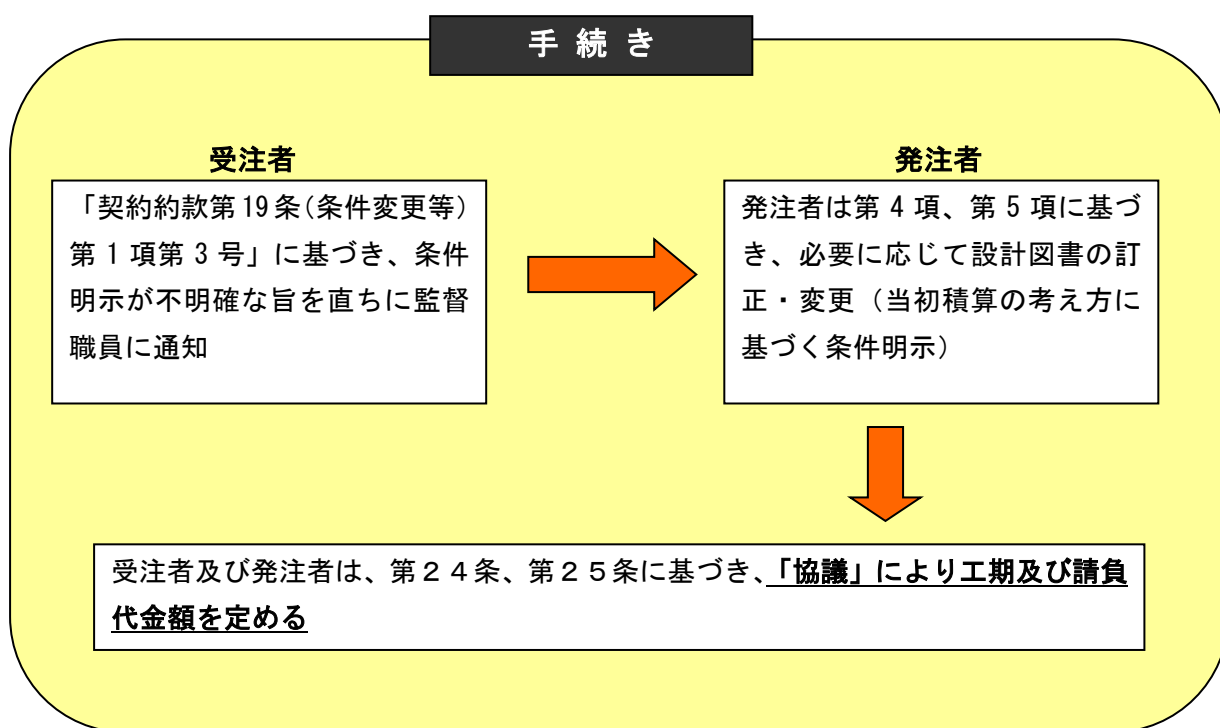 手 続 き
受注者
「契約約款第 19 条（条件変更等）
第 1 項第 3 号」に基づき、条件
明示が不明確な旨を直ちに監督
職員に通知
発注者
発注者は第 4 項、第 5 項に基づ
き、必要に応じて設計図書の訂
正・変更（当初積算の考え方に
基づく条件明示）
受注者及び発注者は、第２４条、第２５条に基づき、「協議」により工期及び請負
代金額を定める